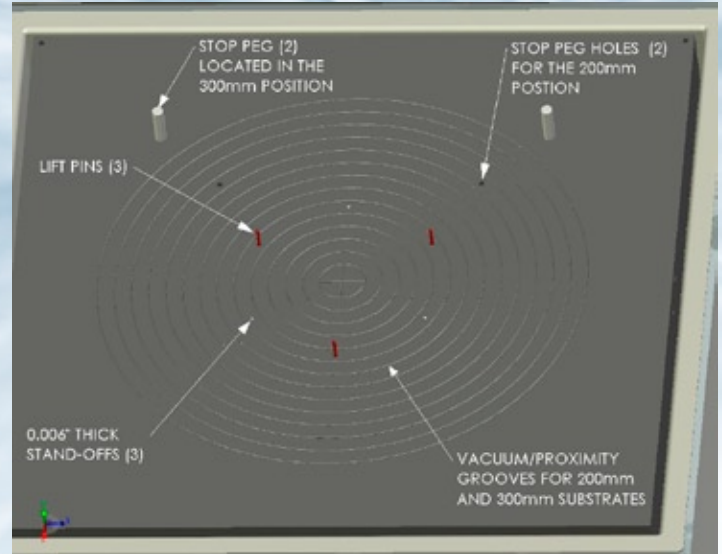 STOP PEG (2)
LOCATED IN THE
300mm POSITION
STOP PEG HOLES (2)
FOR THE 200mm
POSTION
LIFT PINS (3)
0.006" THICK
STAND-OFFS (3)
VACUUM/PROXIMITY
GROOVES FOR 200mm
AND 300mm SUBSTRATES